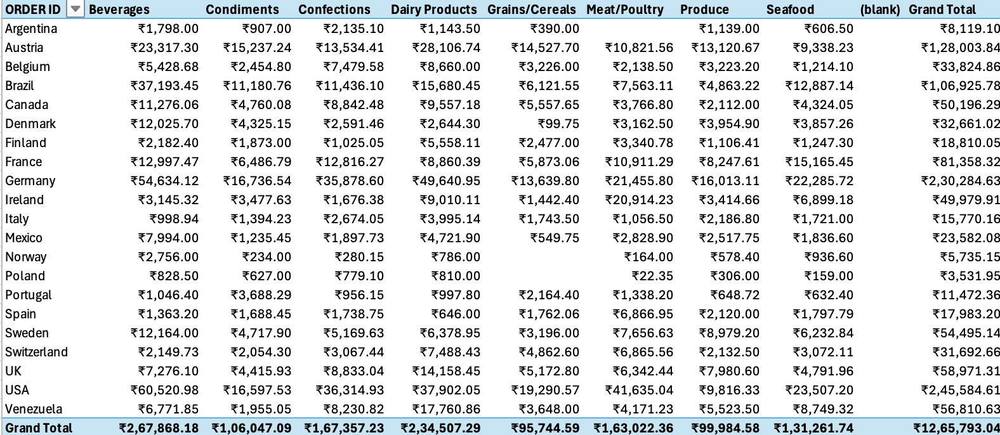 ORDER ID Beverages Condiments Confections Dairy Products Grains/Cereals Meat/Poultry Produce Seafood (blank) Grand Total
Argentina ₹1,798.00 ₹907.00 ₹2,135.10 ₹1,143.50 ₹390.00 ₹1,139.00 ₹606.50 ₹8,119.10
Austria ₹23,317.30 ₹15,237.24 ₹13,534.41 ₹28,106.74 ₹14,527.70 ₹10,821.56 ₹13,120.67 ₹9,338.23 ₹1,28,003.84
Belgium ₹5,428.68 ₹2,454.80 ₹7,479.58 ₹8,660.00 ₹3,226.00 ₹2,138.50 ₹3,223.20 ₹1,214.10 ₹33,824.86
Brazil ₹37,193.45 ₹11,180.76 ₹11,436.10 ₹15,680.45 ₹6,121.55 ₹7,563.11 ₹4,863.22 ₹12,887.14 ₹1,06,925.78
Canada ₹11,276.06 ₹4,760.08 ₹8,842.48 ₹9,557.18 ₹5,557.65 ₹3,766.80 ₹2,112.00 ₹4,324.05 ₹50,196.29
Denmark ₹12,025.70 ₹4,325.15 ₹2,591.46 ₹2,644.30 ₹99.75 ₹3,162.50 ₹3,954.90 ₹3,857.26 ₹32,661.02
Finland ₹2,182.40 ₹1,873.00 ₹1,025.05 ₹5,558.11 ₹2,477.00 ₹3,340.78 ₹1,106.41 ₹1,247.30 ₹18,810.05
France ₹12,997.47 ₹6,486.79 ₹12,816.27 ₹8,860.39 ₹5,873.06 ₹10,911.29 ₹8,247.61 ₹15,165.45 ₹81,358.32
Germany ₹54,634.12 ₹16,736.54 ₹35,878.60 ₹49,640.95 ₹13,639.80 ₹21,455.80 ₹16,013.11 ₹22,285.72 ₹2,30,284.63
Ireland ₹3,145.32 ₹3,477.63 ₹1,676.38 ₹9,010.11 ₹1,442.40 ₹20,914.23 ₹3,414.66 ₹6,899.18 ₹49,979.91
Italy ₹998.94 ₹1,394.23 ₹2,674.05 ₹3,995.14 ₹1,743.50 ₹1,056.50 ₹2,186.80 ₹1,721.00 ₹15,770.16
Mexico ₹7,994.00 ₹1,235.45 ₹1,897.73 ₹4,721.90 ₹549.75 ₹2,828.90 ₹2,517.75 ₹1,836.60 ₹23,582.08
Norway ₹2,756.00 ₹234.00 ₹280.15 ₹786.00 ₹164.00 ₹578.40 ₹936.60 ₹5,735.15
Poland ₹828.50 ₹627.00 ₹779.10 ₹810.00 ₹22.35 ₹306.00 ₹159.00 ₹3,531.95
Portugal ₹1,046.40 ₹3,688.29 ₹956.15 ₹997.80 ₹2,164.40 ₹1,338.20 ₹648.72 ₹632.40 ₹11,472.36
Spain ₹1,363.20 ₹1,688.45 ₹1,738.75 ₹646.00 ₹1,762.06 ₹6,866.95 ₹2,120.00 ₹1,797.79 ₹17,983.20
Sweden ₹12,164.00 ₹4,717.90 ₹5,169.63 ₹6,378.95 ₹3,196.00 ₹7,656.63 ₹8,979.20 ₹6,232.84 ₹54,495.14
Switzerland ₹2,149.73 ₹2,054.30 ₹3,067.44 ₹7,488.43 ₹4,862.60 ₹6,865.56 ₹2,132.50 ₹3,072.11 ₹31,692.66
UK ₹7,276.10 ₹4,415.93 ₹8,833.04 ₹14,158.45 ₹5,172.80 ₹6,342.44 ₹7,980.60 ₹4,791.96 ₹58,971.31
USA ₹60,520.98 ₹16,597.53 ₹36,314.93 ₹37,902.05 ₹19,290.57 ₹41,635.04 ₹9,816.33 ₹23,507.20 ₹2,45,584.61
Venezuela ₹6,771.85 ₹1,955.05 ₹8,230.82 ₹17,760.86 ₹3,648.00 ₹4,171.23 ₹5,523.50 ₹8,749.32 ₹56,810.63
Grand Total ₹2,67,868.18 ₹1,06,047.09 ₹1,67,357.23 ₹2,34,507.29 ₹95,744.59 ₹1,63,022.36 ₹99,984.58 ₹1,31,261.74 ₹12,65,793.04